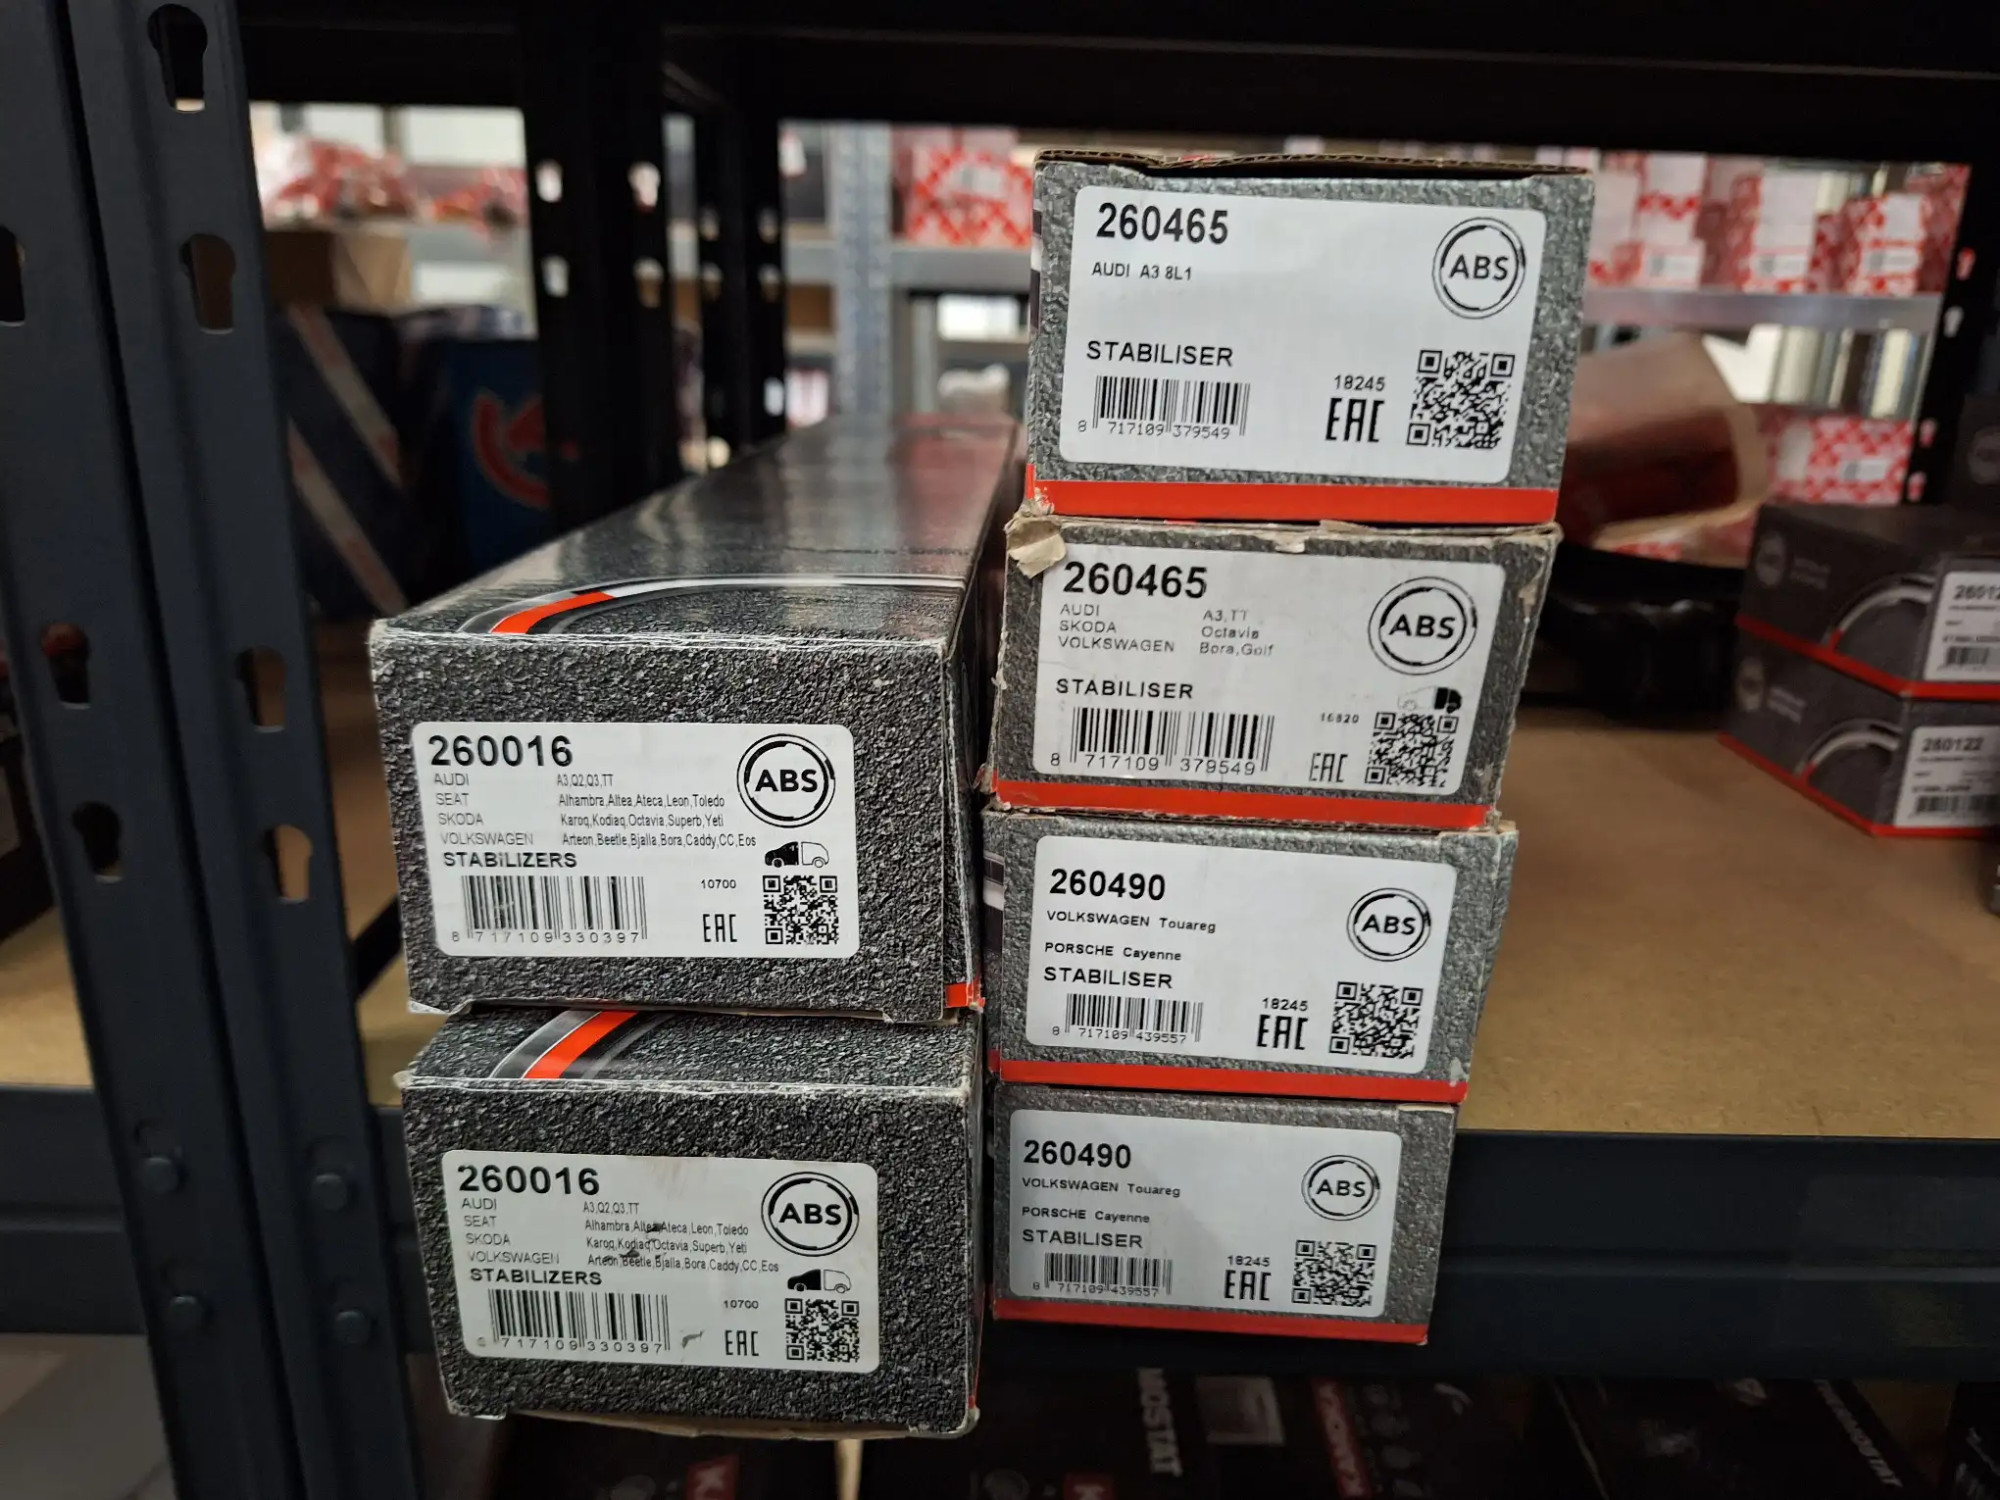 260465
AUDI A3 8L1
ABS
STABILISER
18245
EAC
8 717109 379549
260465
AUDI A3,TT
SKODA Octavia
VOLKSWAGEN Bora,Golf
ABS
STABILISER
16820
EAC
8 717109 379549
260490
VOLKSWAGEN Touareg
PORSCHE Cayenne
ABS
STABILISER
18245
EAC
8 717109 439557
260490
VOLKSWAGEN Touareg
PORSCHE Cayenne
ABS
STABILISER
18245
EAC
8 717109 439557
260016
AUDI A3,Q2,Q3,TT
SEAT Alhambra,Altea,Ateca,Leon,Toledo
SKODA Karoq,Kodiaq,Octavia,Superb,Yeti
VOLKSWAGEN Arteon,Beetle,Bjalla,Bora,Caddy,CC,Eos
ABS
STABILIZERS
10700
EAC
8 717109 330397
260016
AUDI A3,Q2,Q3,TT
SEAT Alhambra,Altea,Ateca,Leon,Toledo
SKODA Karoq,Kodiaq,Octavia,Superb,Yeti
VOLKSWAGEN Arteon,Beetle,Bjalla,Bora,Caddy,CC,Eos
ABS
STABILIZERS
10700
EAC
717109 330397
260122